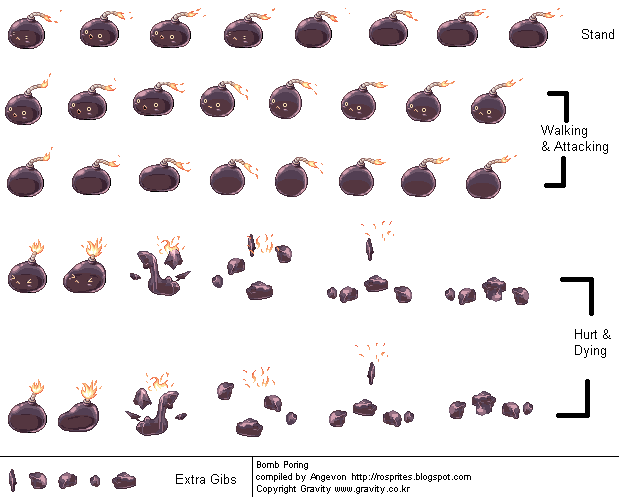 Stand
Walking
& Attacking
Hurt &
Dying
Extra Gibs
Bomb Poring
compiled by Angevon http://rosprites.blogspot.com
Copyright Gravity www.gravity.co.kr